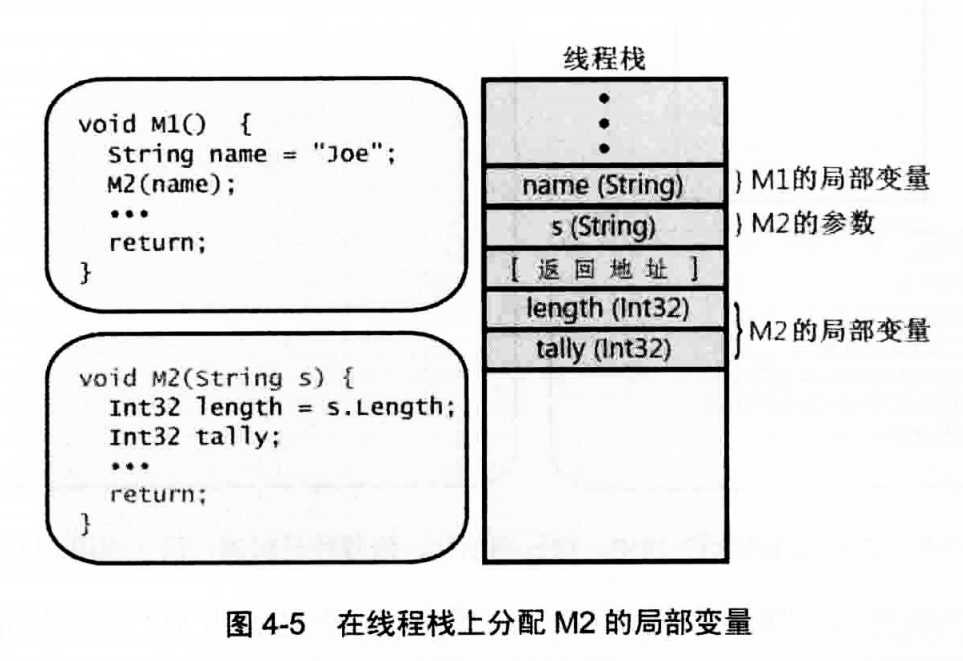 线程栈
void M1() {
String name = "Joe";
M2(name);
•••
return;
}
name (String)
} M1的局部变量
s (String)
} M2的参数
[ 返回地址 ]
length (Int32)
tally (Int32)
} M2的局部变量
void M2(String s) {
Int32 length = s.Length;
Int32 tally;
•••
return;
}
图 4-5 在线程栈上分配 M2 的局部变量